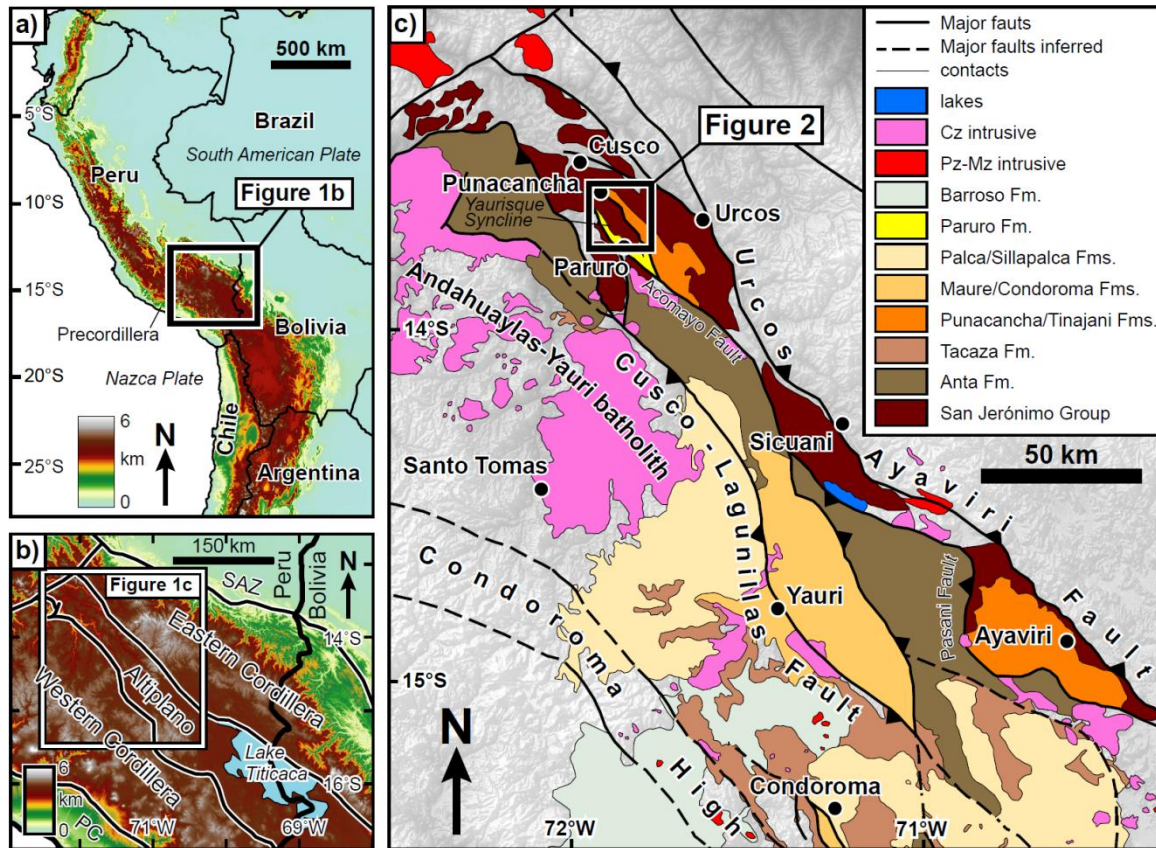 a)
500 km
5°S
Brazil
South American Plate
Peru
Figure 1b
10°S
15°S
Precordillera
Bolivia
Nazca Plate
20°S
6
km
0
N
Chile
25°S
Argentina
b)
150 km
Peru
Bolivia
N
Figure 1c
SAZ
14°S
Eastern Cordillera
Altiplano
Western Cordillera
Lake
Titicaca
16°S
6
km
0
PC
71°W
69°W
c)
Figure 2
Cusco
Punacancha
Yaurisque
Syncline
Urcos
Paruro
Acomayo Fault
Andahuaylas-Yauri batholith
14°S
Urcos Ayaviri Fault
Cusco-Lagunillas Fault
Sicuani
Santo Tomas
50 km
Condoroma High
Yauri
Pasani Fault
Ayaviri
15°S
N
Condoroma
72°W
71°W
Major fauts
Major faults inferred
contacts
lakes
Cz intrusive
Pz-Mz intrusive
Barroso Fm.
Paruro Fm.
Palca/Sillapalca Fms.
Maure/Condoroma Fms.
Punacancha/Tinajani Fms.
Tacaza Fm.
Anta Fm.
San Jerónimo Group